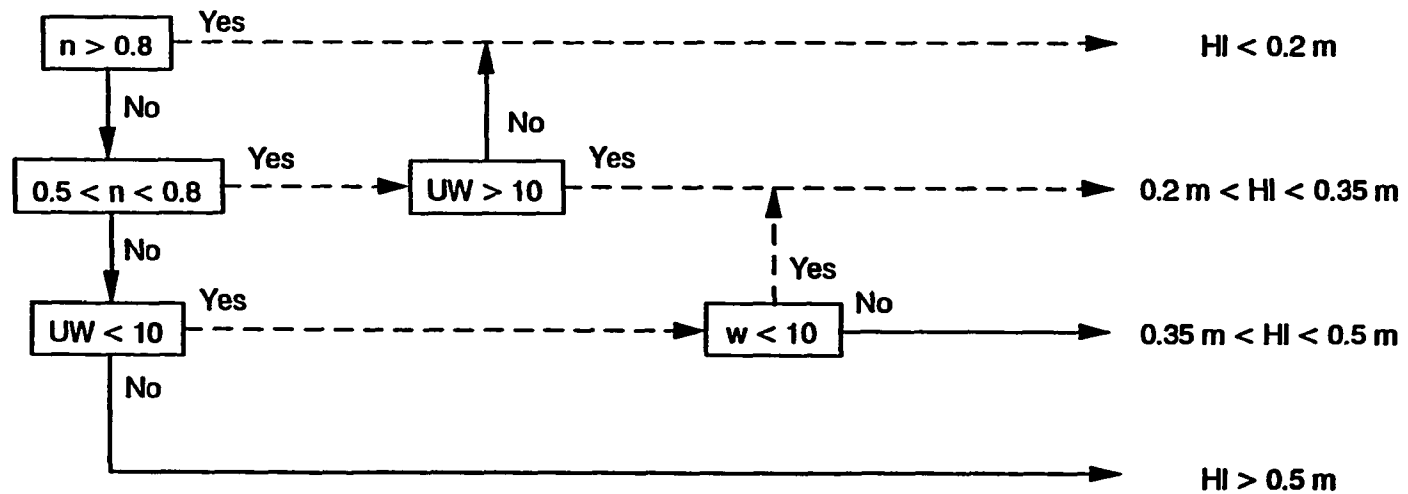 Yes
n > 0.8
HI < 0.2 m
No
No
Yes
Yes
0.5 < n < 0.8
UW > 10
0.2 m < HI < 0.35 m
No
Yes
Yes
No
UW < 10
w < 10
0.35 m < HI < 0.5 m
No
HI > 0.5 m